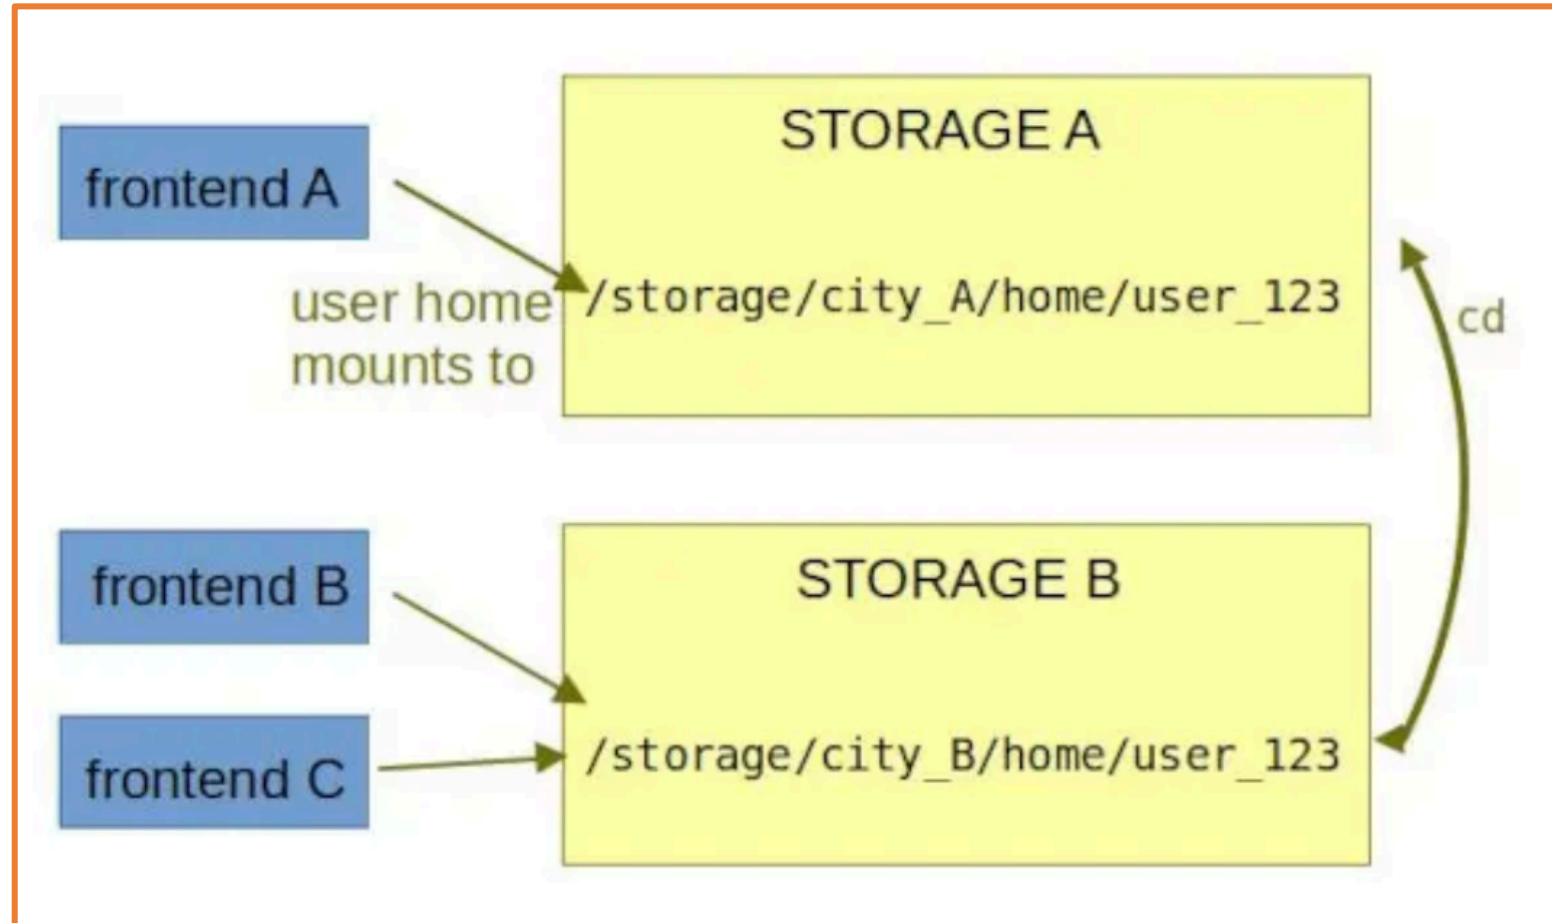 STORAGE A
frontend A
user home
mounts to
/storage/city_A/home/user_123
cd
STORAGE B
frontend B
frontend C
/storage/city_B/home/user_123